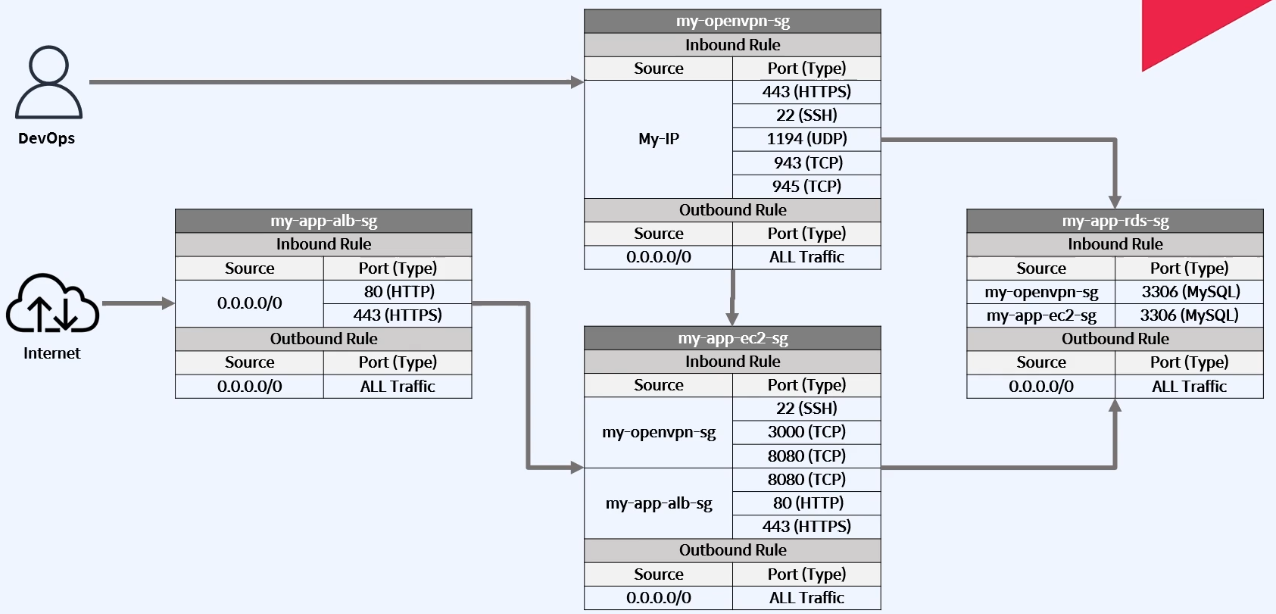 DevOps
Internet
my-openvpn-sg
Inbound Rule
Source Port (Type)
My-IP
443 (HTTPS)
22 (SSH)
1194 (UDP)
943 (TCP)
945 (TCP)
Outbound Rule
Source Port (Type)
0.0.0.0/0 ALL Traffic
my-app-alb-sg
Inbound Rule
Source Port (Type)
0.0.0.0/0
80 (HTTP)
443 (HTTPS)
Outbound Rule
Source Port (Type)
0.0.0.0/0 ALL Traffic
my-app-ec2-sg
Inbound Rule
Source Port (Type)
my-openvpn-sg
22 (SSH)
3000 (TCP)
8080 (TCP)
my-app-alb-sg
8080 (TCP)
80 (HTTP)
443 (HTTPS)
Outbound Rule
Source Port (Type)
0.0.0.0/0 ALL Traffic
my-app-rds-sg
Inbound Rule
Source Port (Type)
my-openvpn-sg 3306 (MySQL)
my-app-ec2-sg 3306 (MySQL)
Outbound Rule
Source Port (Type)
0.0.0.0/0 ALL Traffic